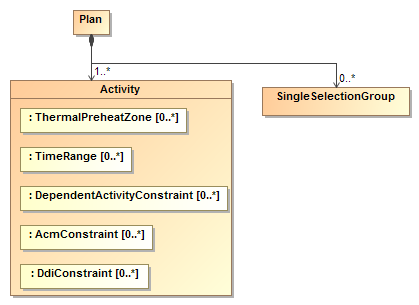 Plan
1..*
0..*
Activity
SingleSelectionGroup
: ThermalPreheatZone [0..*]
: TimeRange [0..*]
: DependentActivityConstraint [0..*]
: AcmConstraint [0..*]
: DdiConstraint [0..*]